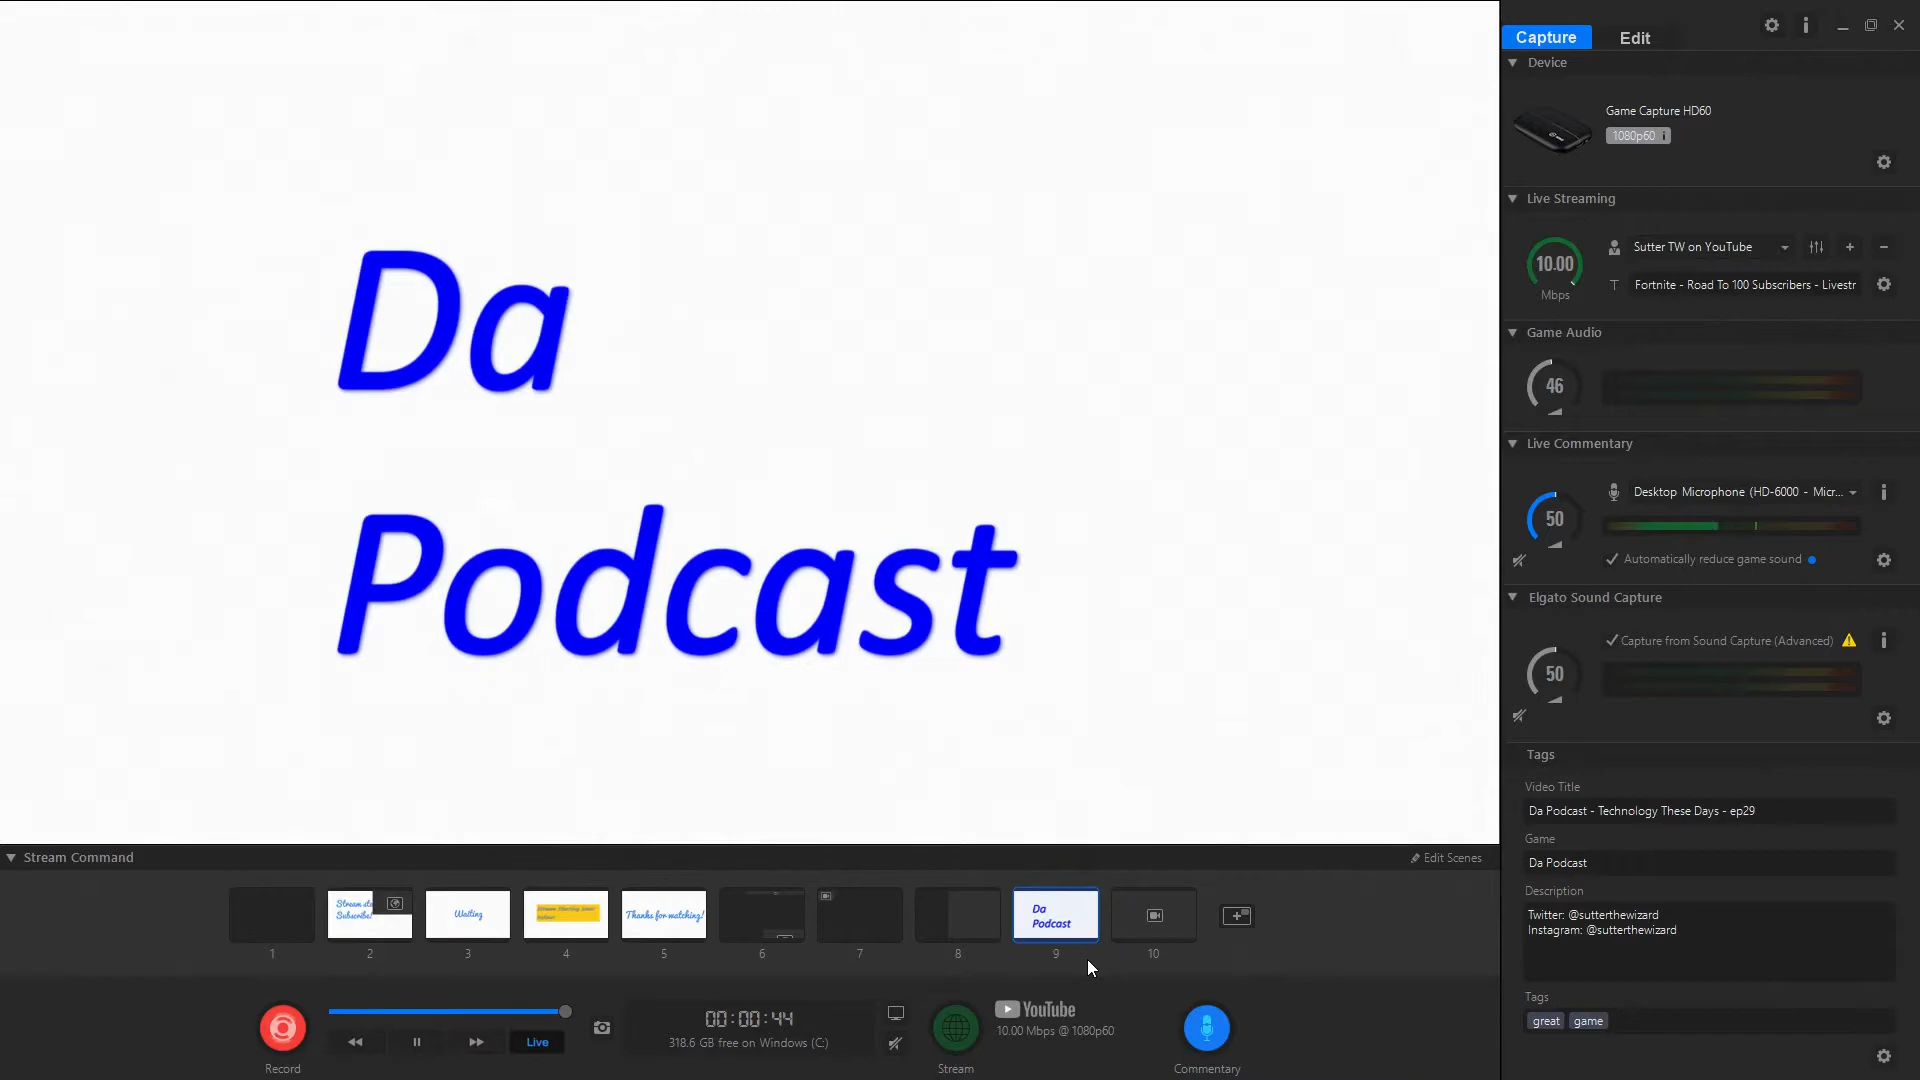 Da
Podcast
Capture
Edit
Device
Game Capture HD60
1080p60 i
Live Streaming
10.00
Mbps
Sutter TW on YouTube
T Fortnite - Road To 100 Subscribers - Livestr
Game Audio
46
Live Commentary
Desktop Microphone (HD-6000 - Micr...
50
Automatically reduce game sound
Elgato Sound Capture
Capture from Sound Capture (Advanced)
50
Tags
Video Title
Da Podcast - Technology These Days - ep29
Game
Da Podcast
Description
Twitter: @sutterthewizard
Instagram: @sutterthewizard
Tags
great game
Stream Command
Edit Scenes
Stream
Subscribe!
Waiting
Thanks for watching!
Da
Podcast
1 2 3 4 5 6 7 8 9 10
00:00:44
318.6 GB free on Windows (C:)
Live
Record
YouTube
10.00 Mbps @ 1080p60
Stream
Commentary